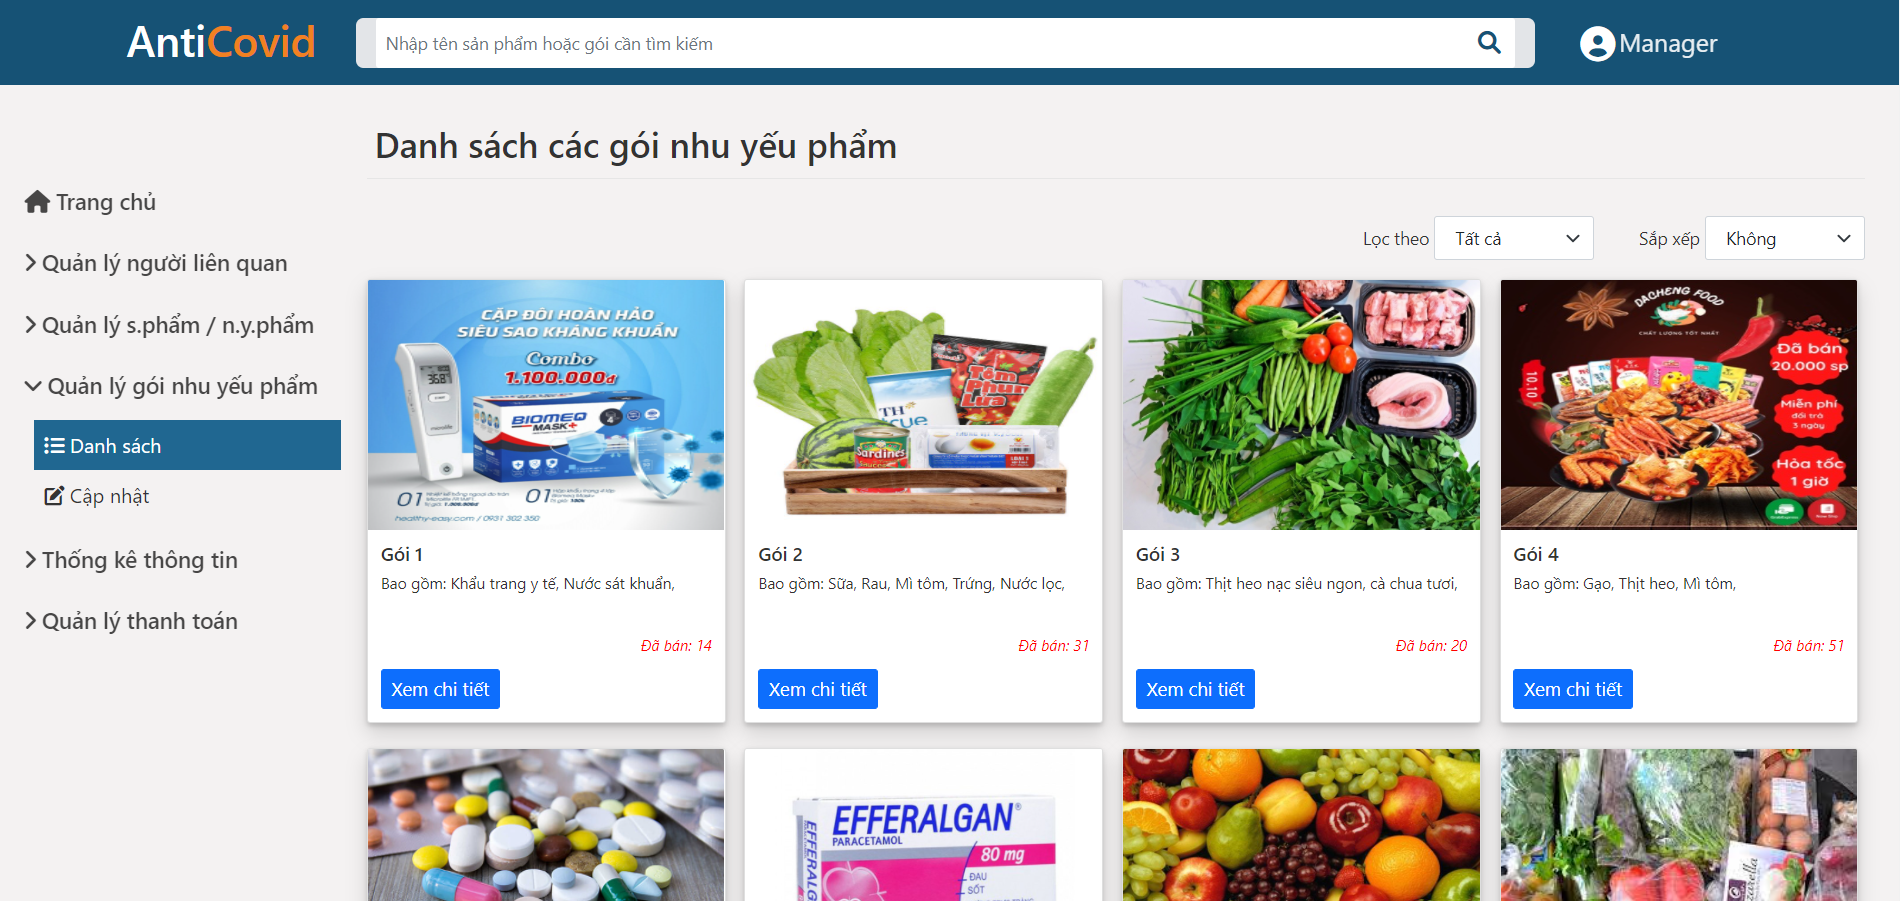 AntiCovid
Nhập tên sản phẩm hoặc gói cần tìm kiếm
Manager
Danh sách các gói nhu yếu phẩm
Trang chủ
Quản lý người liên quan
Quản lý s.phẩm / n.y.phẩm
Quản lý gói nhu yếu phẩm
Danh sách
Cập nhật
Thống kê thông tin
Quản lý thanh toán
Lọc theo Tất cả
Sắp xếp Không
CẶP ĐÔI HOÀN HẢO
SIÊU SAO KHÁNG KHUẨN
Combo
1.100.000đ
BIOMEQ
MASK+
01
01
healthy-easy.com / 0931 302 350
Gói 1
Bao gồm: Khẩu trang y tế, Nước sát khuẩn,
Đã bán: 14
Xem chi tiết
Tôm
TH
Sardines
Gói 2
Bao gồm: Sữa, Rau, Mì tôm, Trứng, Nước lọc,
Đã bán: 31
Xem chi tiết
Gói 3
Bao gồm: Thịt heo nạc siêu ngon, cà chua tươi,
Đã bán: 20
Xem chi tiết
DACHENG FOOD
CHẤT LƯỢNG TỐT NHẤT
10.10
Đã bán
20.000 sp
Miễn phí
đổi trả
3 ngày
Hỏa tốc
1 giờ
Gói 4
Bao gồm: Gạo, Thịt heo, Mì tôm,
Đã bán: 51
Xem chi tiết
EFFERALGAN®
PARACETAMOL
80 mg
ĐAU
SỐT
EFFERALG